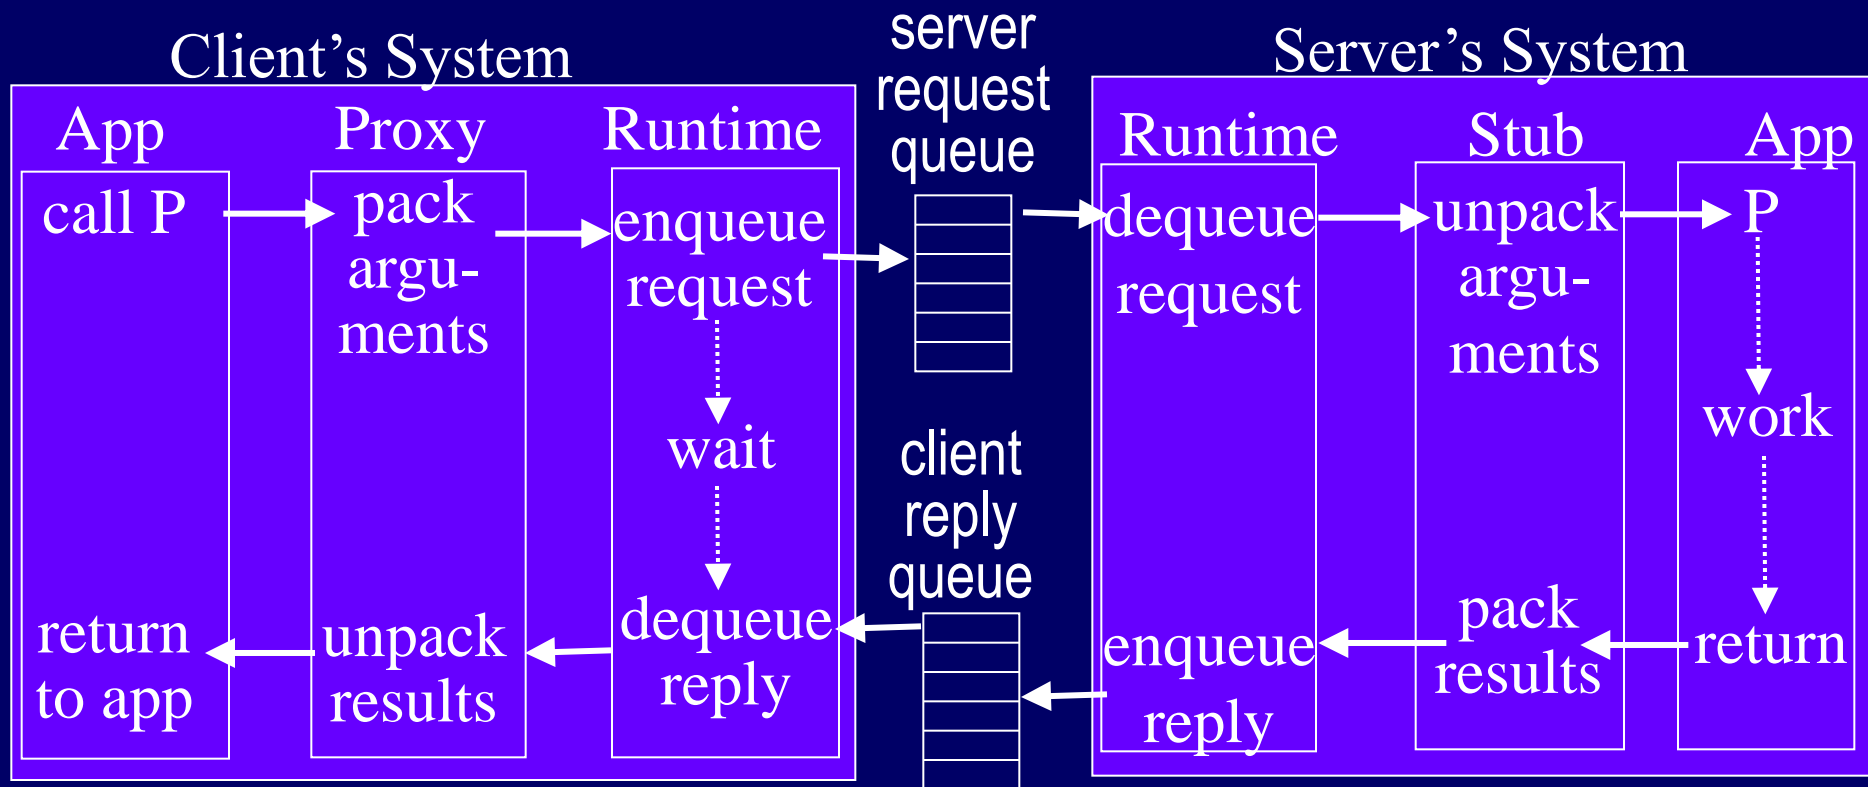 Client’s System
App
Proxy
Runtime
call P
pack
argu-
ments
enqueue
request
wait
dequeue
reply
unpack
results
return
to app
server
request
queue
client
reply
queue
Server’s System
Runtime
Stub
App
dequeue
request
unpack
argu-
ments
P
work
return
pack
results
enqueue
reply